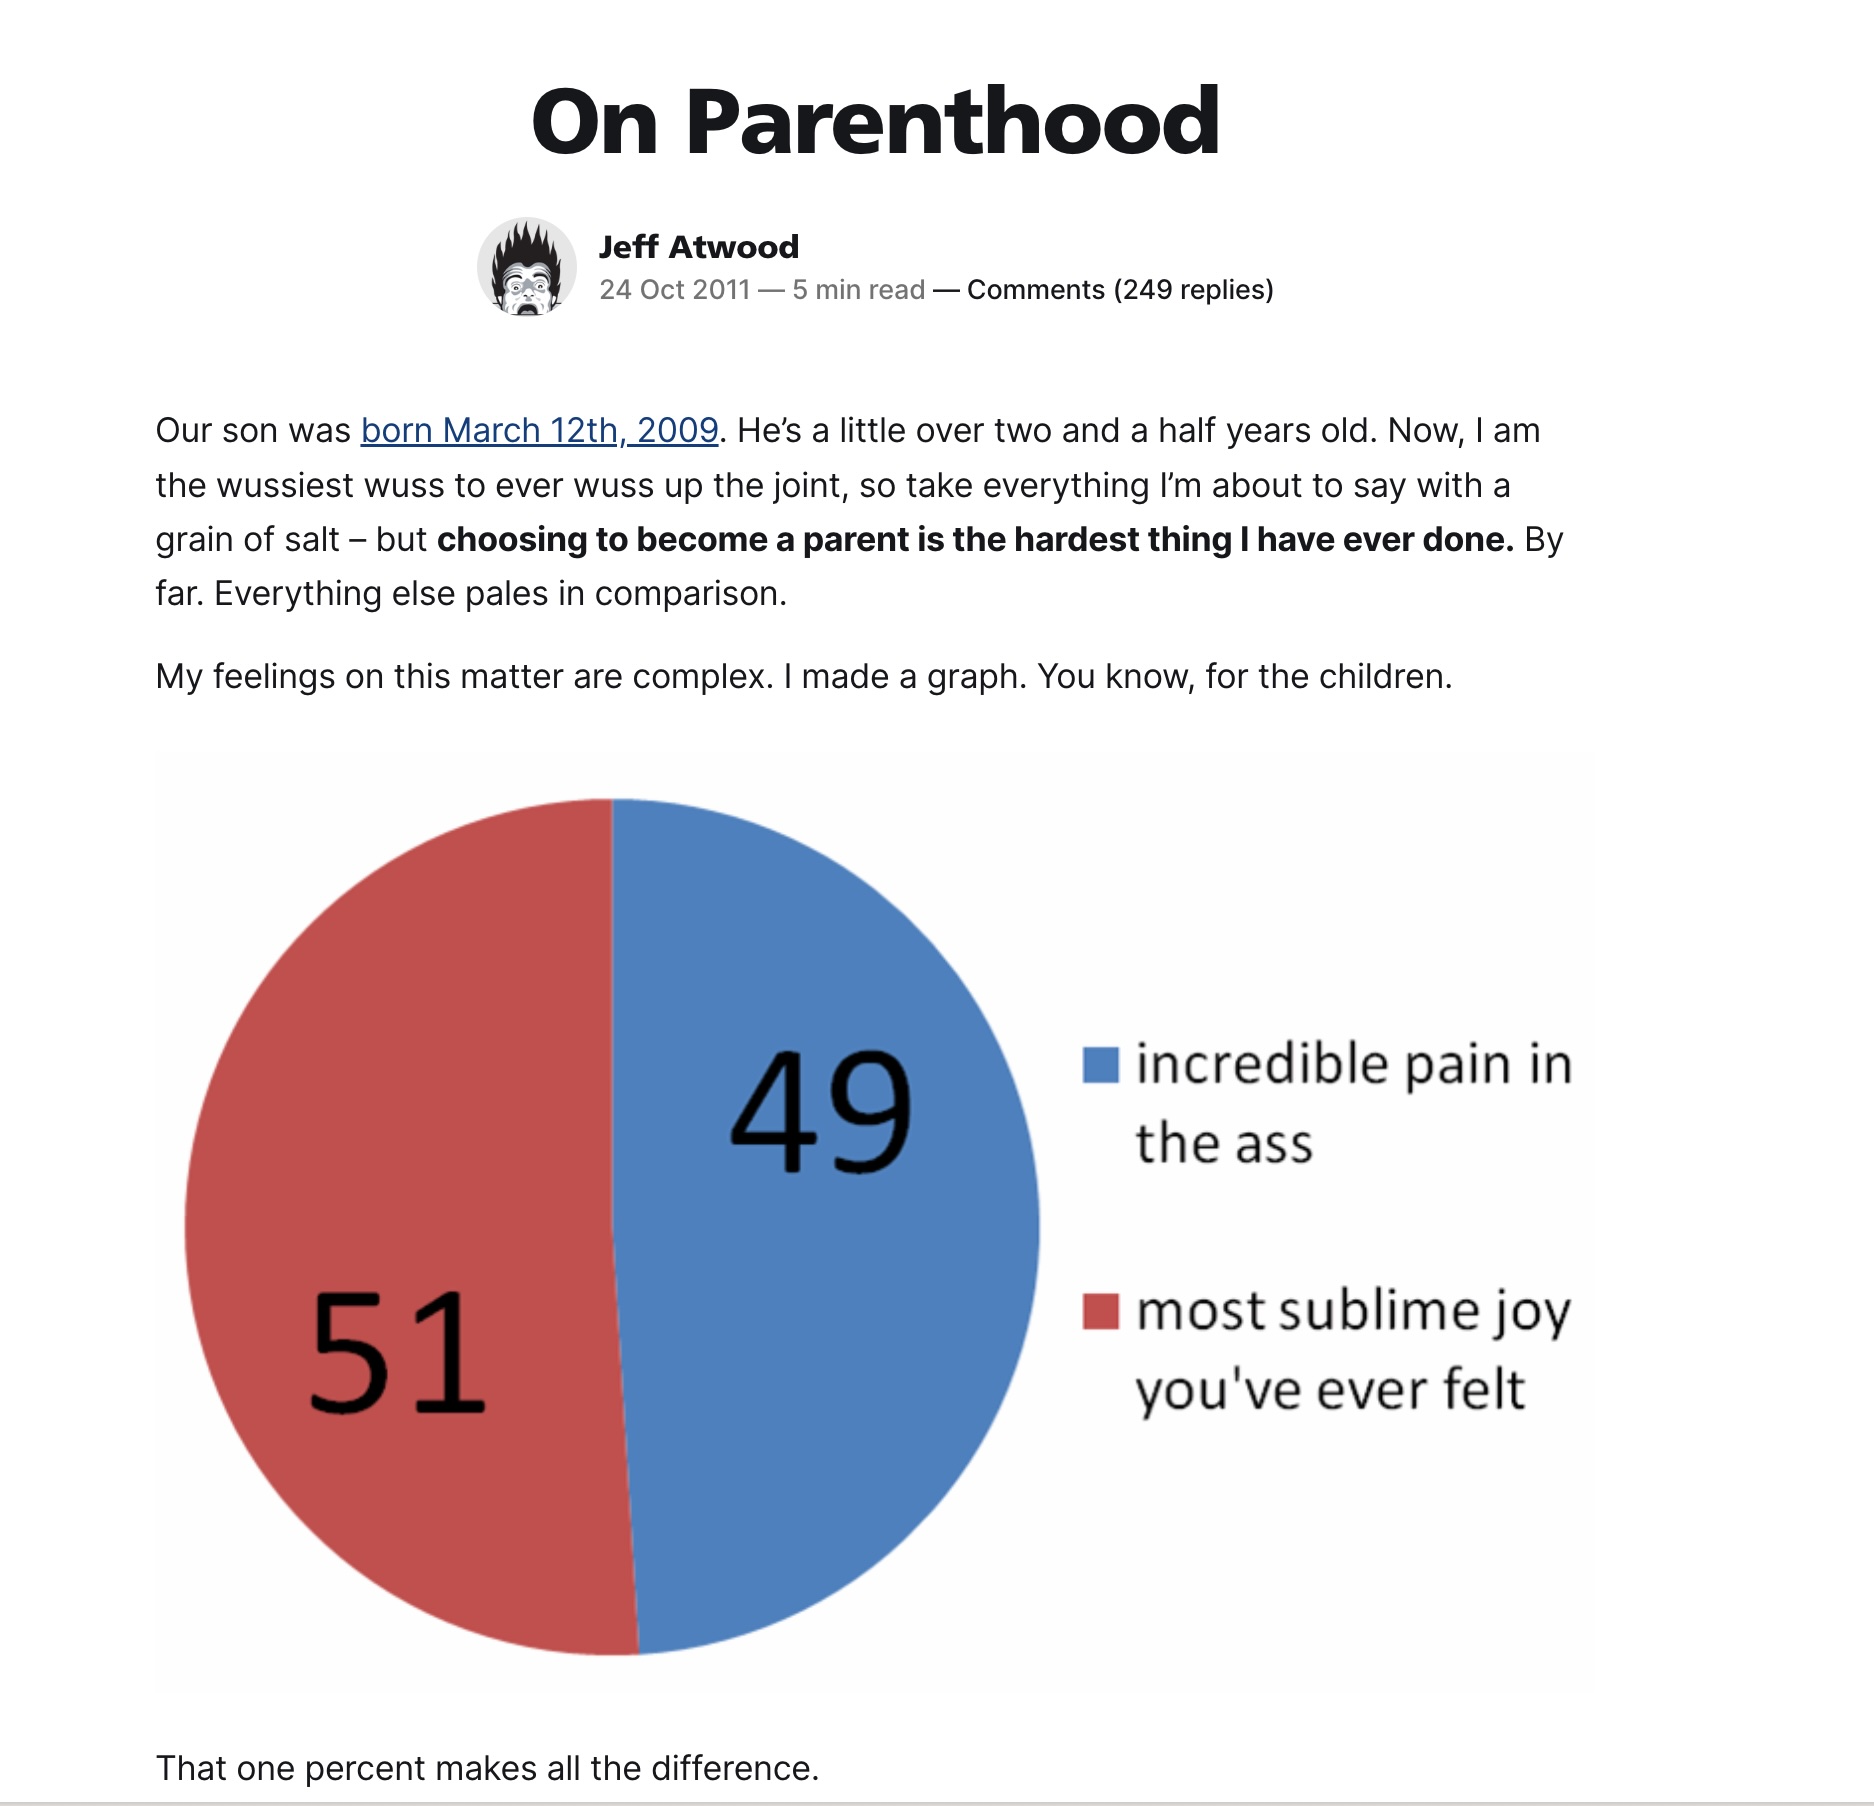 On Parenthood
Jeff Atwood
24 Oct 2011 — 5 min read — Comments (249 replies)
Our son was born March 12th, 2009. He’s a little over two and a half years old. Now, I am
the wussiest wuss to ever wuss up the joint, so take everything I’m about to say with a
grain of salt – but choosing to become a parent is the hardest thing I have ever done. By
far. Everything else pales in comparison.
My feelings on this matter are complex. I made a graph. You know, for the children.
49
51
incredible pain in
the ass
most sublime joy
you've ever felt
That one percent makes all the difference.